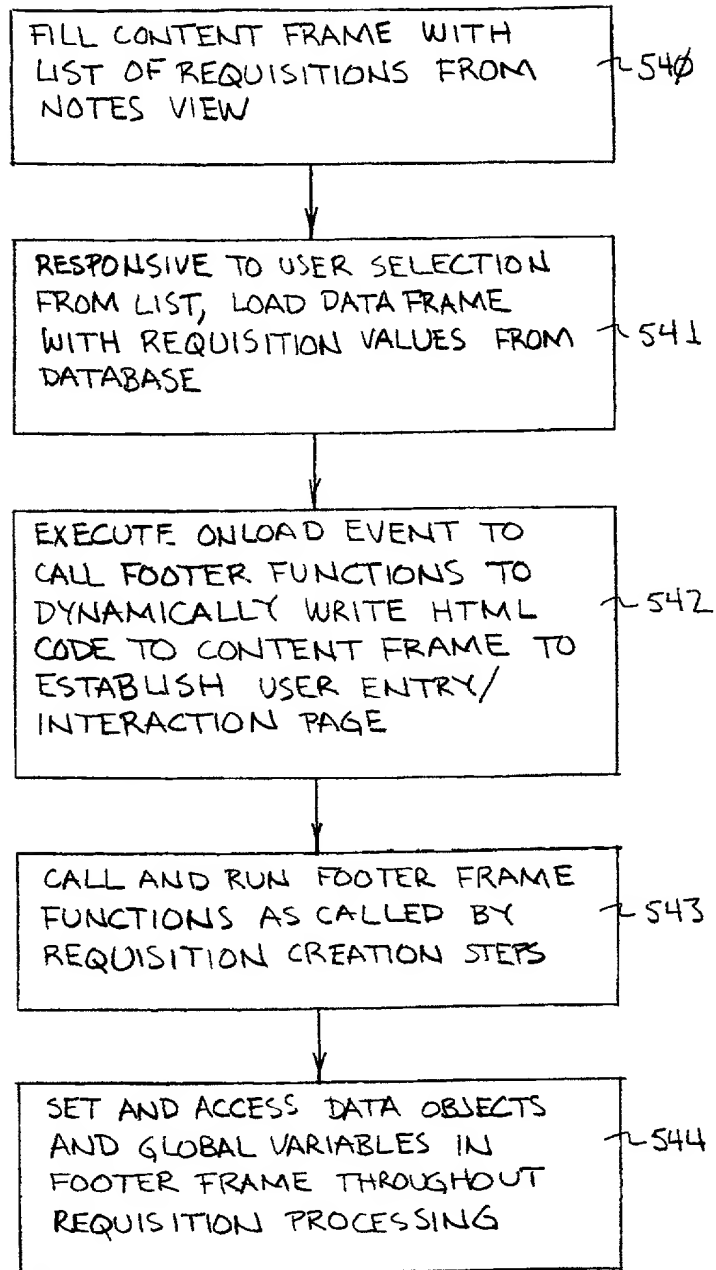 FILL CONTENT FRAME WITH
LIST OF REQUISITIONS FROM
NOTES VIEW
540
RESPONSIVE TO USER SELECTION
FROM LIST, LOAD DATA FRAME
WITH REQUISITION VALUES FROM
DATABASE
541
EXECUTE ONLOAD EVENT TO
CALL FOOTER FUNCTIONS TO
DYNAMICALLY WRITE HTML
CODE TO CONTENT FRAME TO
ESTABLISH USER ENTRY/
INTERACTION PAGE
542
CALL AND RUN FOOTER FRAME
FUNCTIONS AS CALLED BY
REQUISITION CREATION STEPS
543
SET AND ACCESS DATA OBJECTS
AND GLOBAL VARIABLES IN
FOOTER FRAME THROUGHOUT
REQUISITION PROCESSING
544